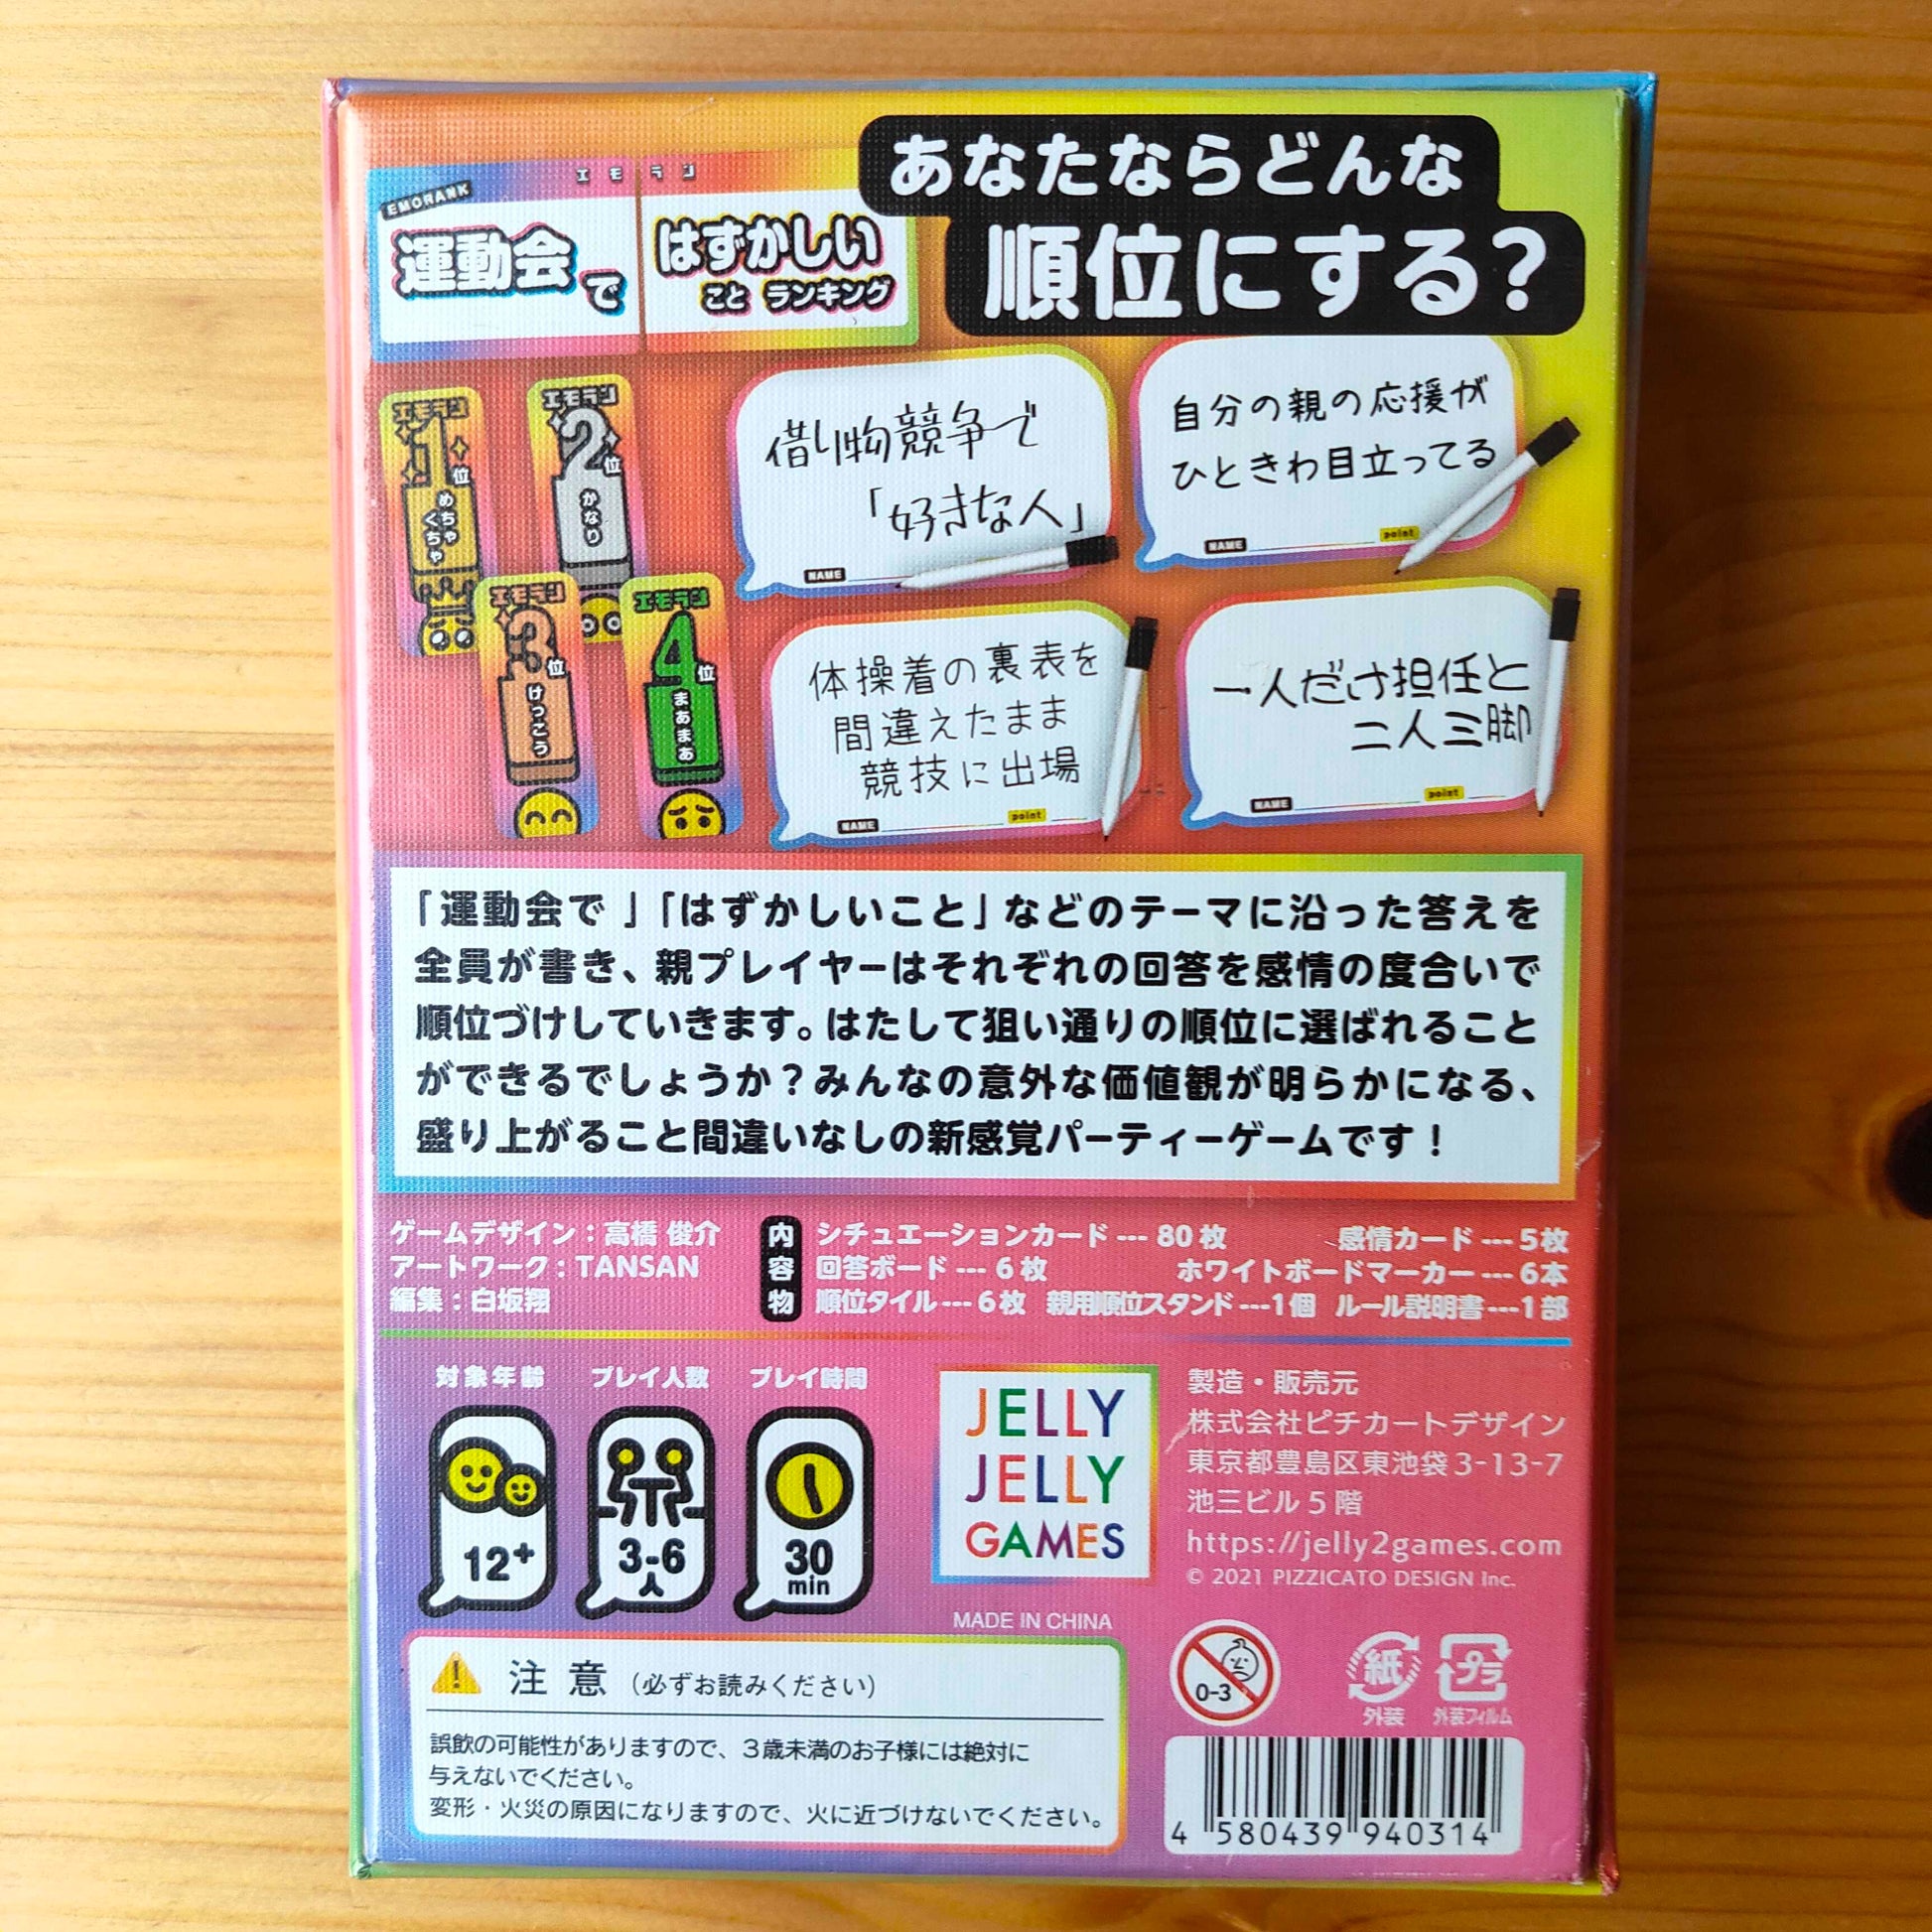 あなたならどんな
順位にする?
エモラン
EMORANK
運動会で
はずかしい
こと ランキング
エモラン
1位
めちゃくちゃ
エモラン
2位
かなり
エモラン
3位
けっこう
エモラン
4位
まあまあ
借り物競争で
「好きな人」
NAME
自分の親の応援が
ひときわ目立ってる
NAME point
体操着の裏表を
間違えたまま
競技に出場
NAME point
一人だけ担任と
二人三脚
NAME point
「運動会で 」「はずかしいこと」などのテーマに沿った答えを
全員が書き、親プレイヤーはそれぞれの回答を感情の度合いで
順位づけしていきます。はたして狙い通りの順位に選ばれること
ができるでしょうか?みんなの意外な価値観が明らかになる、
盛り上がること間違いなしの新感覚パーティーゲームです!
ゲームデザイン:高橋 俊介
アートワーク:TANSAN
編集:白坂翔
内容物
シチュエーションカード --- 80枚 感情カード --- 5枚
回答ボード --- 6枚 ホワイトボードマーカー --- 6本
順位タイル --- 6枚 親用順位スタンド --- 1個 ルール説明書 --- 1部
対象年齢 プレイ人数 プレイ時間
12+
3-6
人
30
min
JELLY
JELLY
GAMES
MADE IN CHINA
製造・販売元
株式会社ピチカートデザイン
東京都豊島区東池袋3-13-7
池三ビル5階
https://jelly2games.com
© 2021 PIZZICATO DESIGN Inc.
注 意 (必ずお読みください)
誤飲の可能性がありますので、3歳未満のお子様には絶対に
与えないでください。
変形・火災の原因になりますので、火に近づけないでください。
0-3
紙
外装
プラ
外装フィルム
4 580439 940314